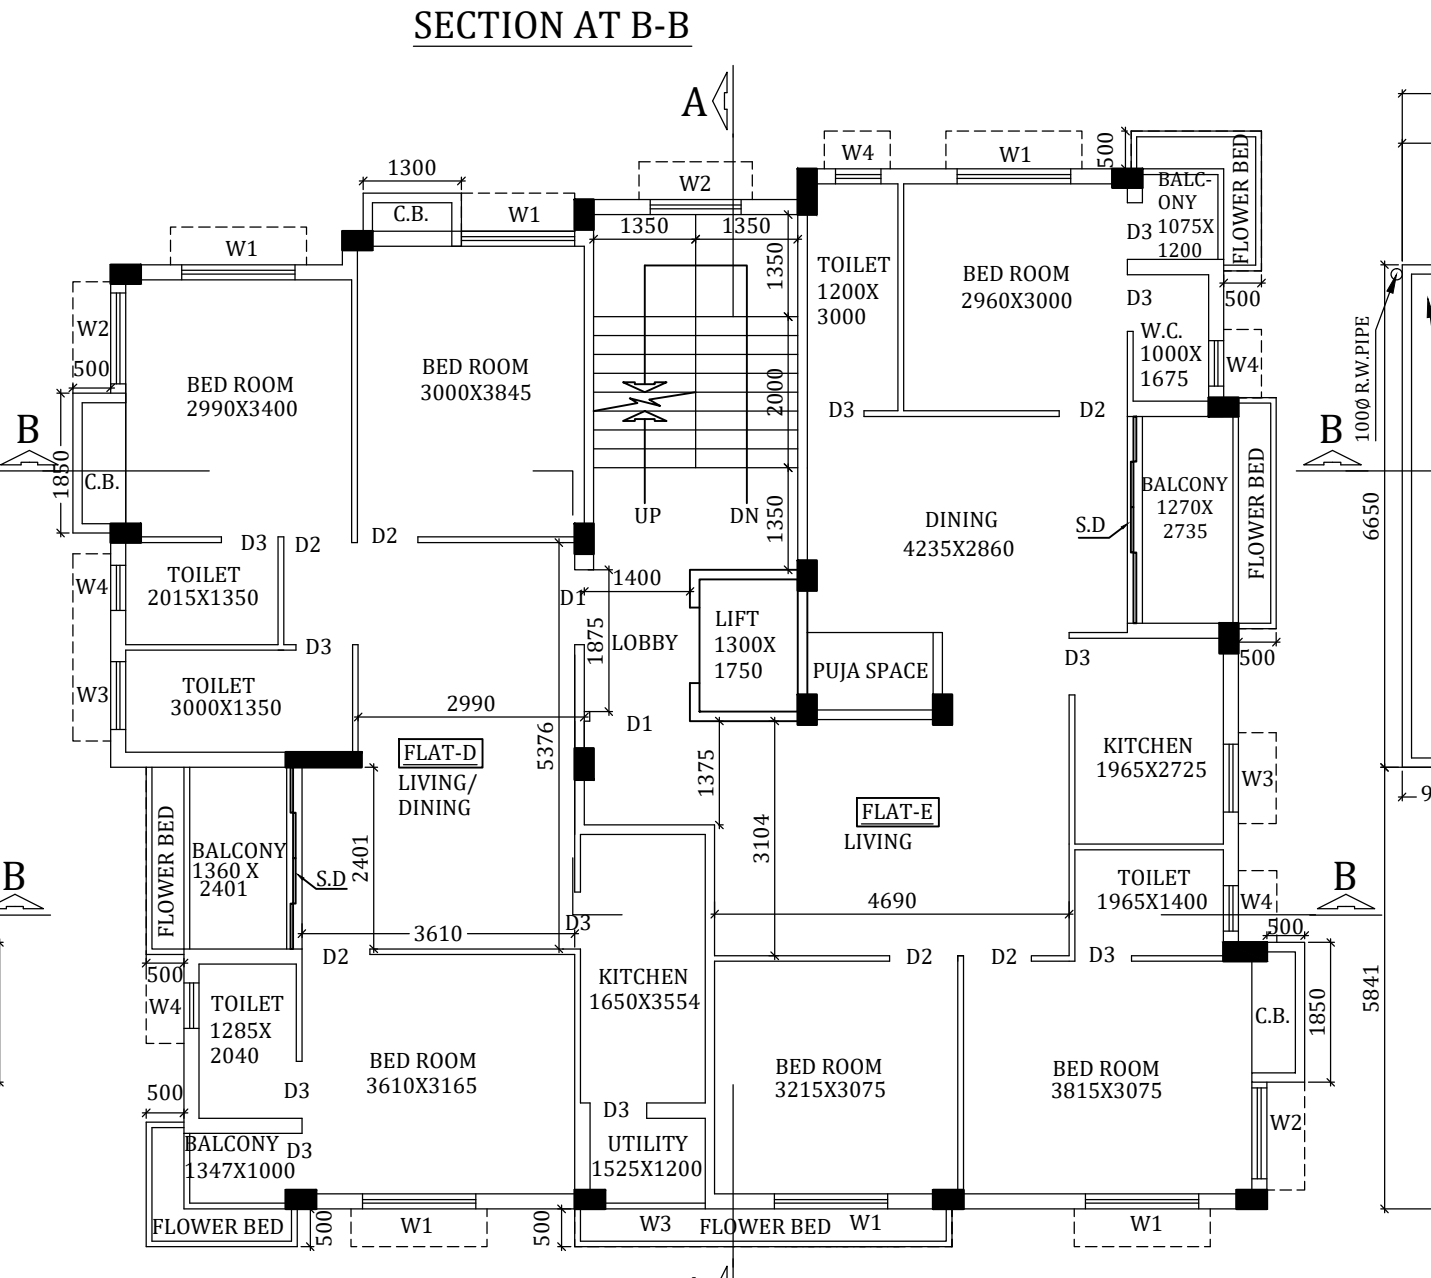 SECTION AT B-B
A
W4
W1
500
FLOWER BED
1300
W2
BALC-
ONY
1075X
1200
C.B.
W1
1350
1350
D3
W1
1350
TOILET
1200X
3000
BED ROOM
2960X3000
D3
500
W2
W.C.
1000X
1675
W4
100Ø R.W.PIPE
500
BED ROOM
2990X3400
BED ROOM
3000X3845
2000
D3
D2
B
B
1850
C.B.
BALCONY
1270X
2735
FLOWER BED
6650
UP
DN
1350
DINING
4235X2860
S.D
D3
D2
D2
TOILET
2015X1350
W4
1400
D1
LIFT
1300X
1750
LOBBY
1875
D3
PUJA SPACE
D3
500
TOILET
3000X1350
W3
2990
D1
5376
FLAT-D
LIVING/
DINING
1375
KITCHEN
1965X2725
W3
9
FLAT-E
LIVING
3104
FLOWER BED
BALCONY
1360 X
2401
S.D
2401
B
TOILET
1965X1400
W4
B
4690
3610
D3
500
D2
D2
D2
D3
500
W4
TOILET
1285X
2040
KITCHEN
1650X3554
C.B.
1850
5841
BED ROOM
3610X3165
BED ROOM
3215X3075
BED ROOM
3815X3075
D3
500
D3
W2
BALCONY
1347X1000
D3
UTILITY
1525X1200
FLOWER BED
500
W1
500
W3
FLOWER BED
W1
W1